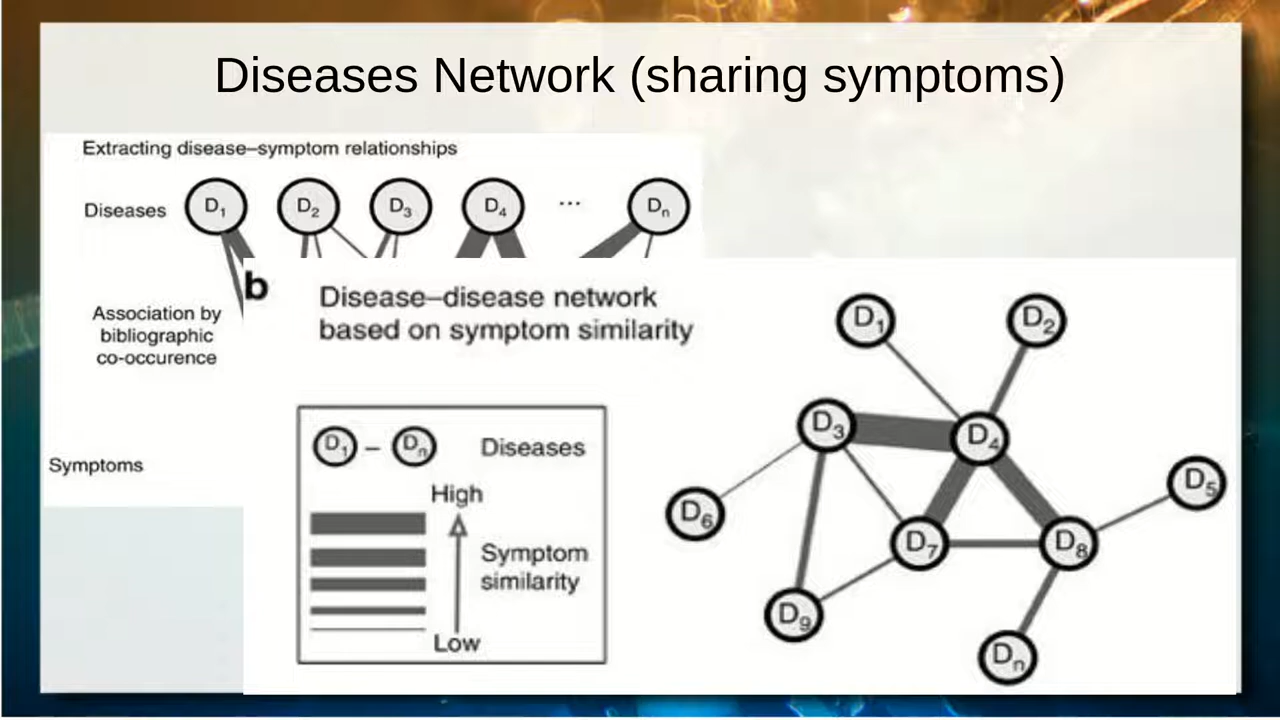 Diseases Network (sharing symptoms)
Extracting disease–symptom relationships
Diseases D1 D2 D3 D4 ... Dn
Association by
bibliographic
co-occurence
Symptoms
b
Disease–disease network
based on symptom similarity
D1 – Dn Diseases
High
Symptom
similarity
Low
D1 D2
D3 D4
D5
D6
D7 D8
D9
Dn